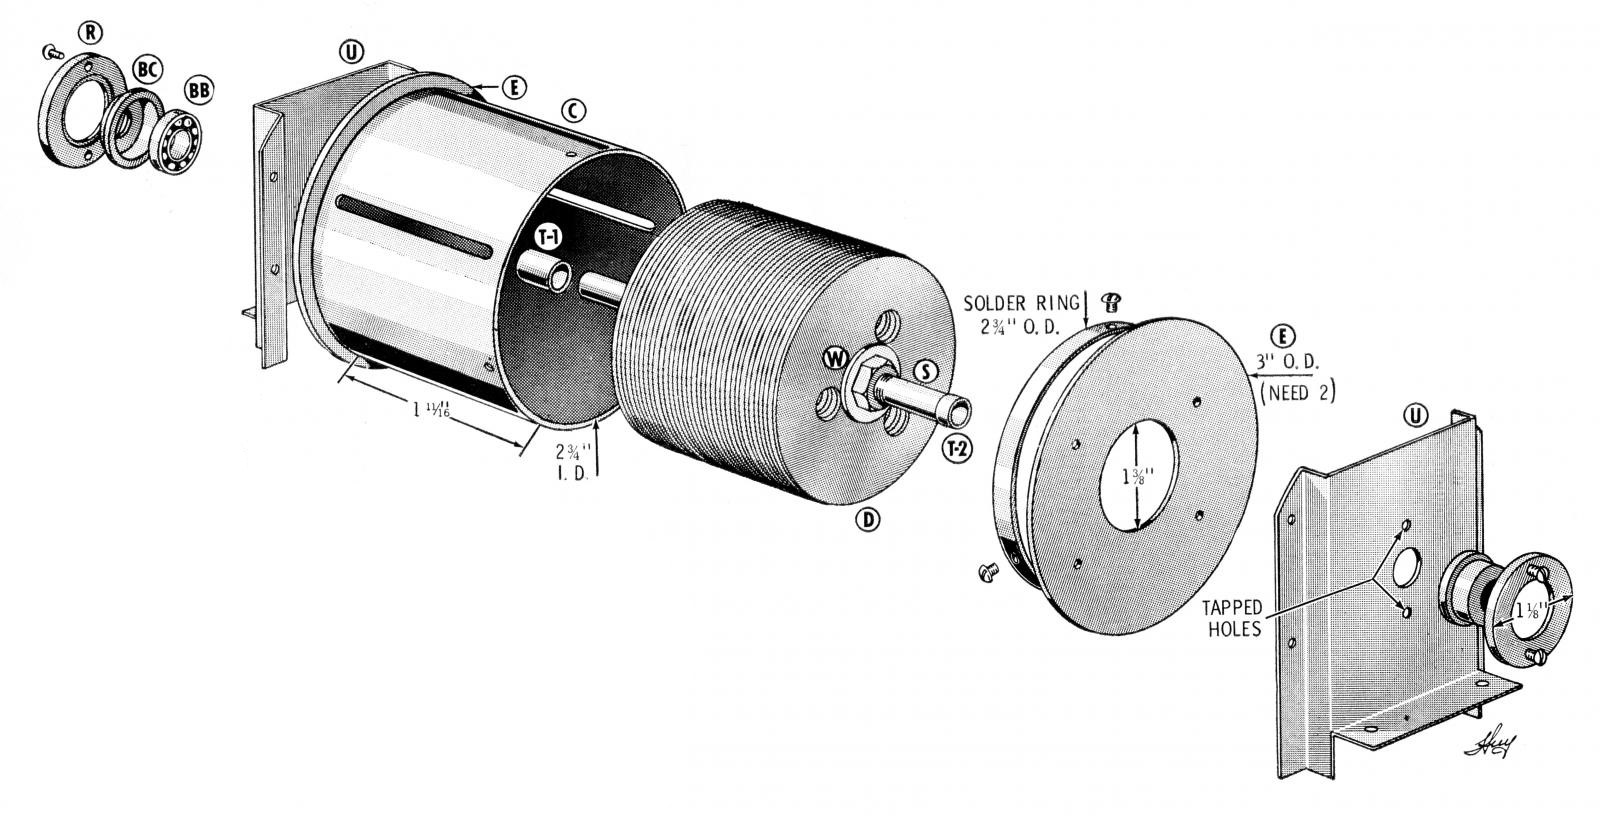 R
BC
BB
U
E
C
T-1
1 11/16"
2 3/4"
I. D.
W
S
T-2
D
SOLDER RING
2 3/4" O. D.
E
3" O. D.
(NEED 2)
1 3/8"
U
TAPPED
HOLES
1 1/8"